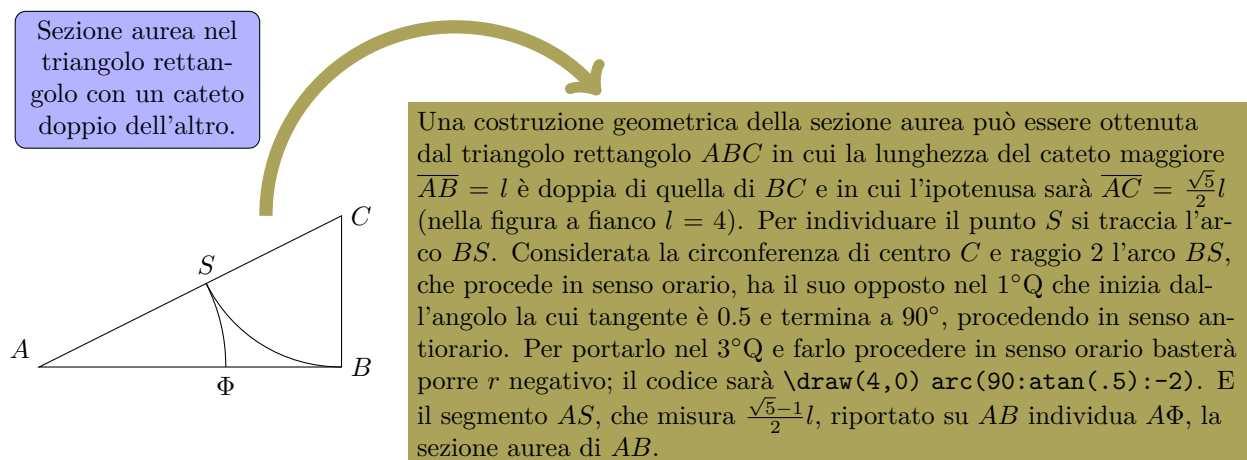 Sezione aurea nel
triangolo rettan-
golo con un cateto
doppio dell'altro.
Una costruzione geometrica della sezione aurea può essere ottenuta
dal triangolo rettangolo ABC in cui la lunghezza del cateto maggiore
\overline{AB} = l è doppia di quella di BC e in cui l'ipotenusa sarà \overline{AC} = \frac{\sqrt{5}}{2}l
(nella figura a fianco l = 4). Per individuare il punto S si traccia l'ar-
co BS. Considerata la circonferenza di centro C e raggio 2 l'arco BS,
che procede in senso orario, ha il suo opposto nel 1°Q che inizia dal-
l'angolo la cui tangente è 0.5 e termina a 90°, procedendo in senso an-
tiorario. Per portarlo nel 3°Q e farlo procedere in senso orario basterà
porre r negativo; il codice sarà \draw(4,0) arc(90:atan(.5):-2). E
il segmento AS, che misura \frac{\sqrt{5}-1}{2}l, riportato su AB individua AΦ, la
sezione aurea di AB.
C
S
A
B
Φ